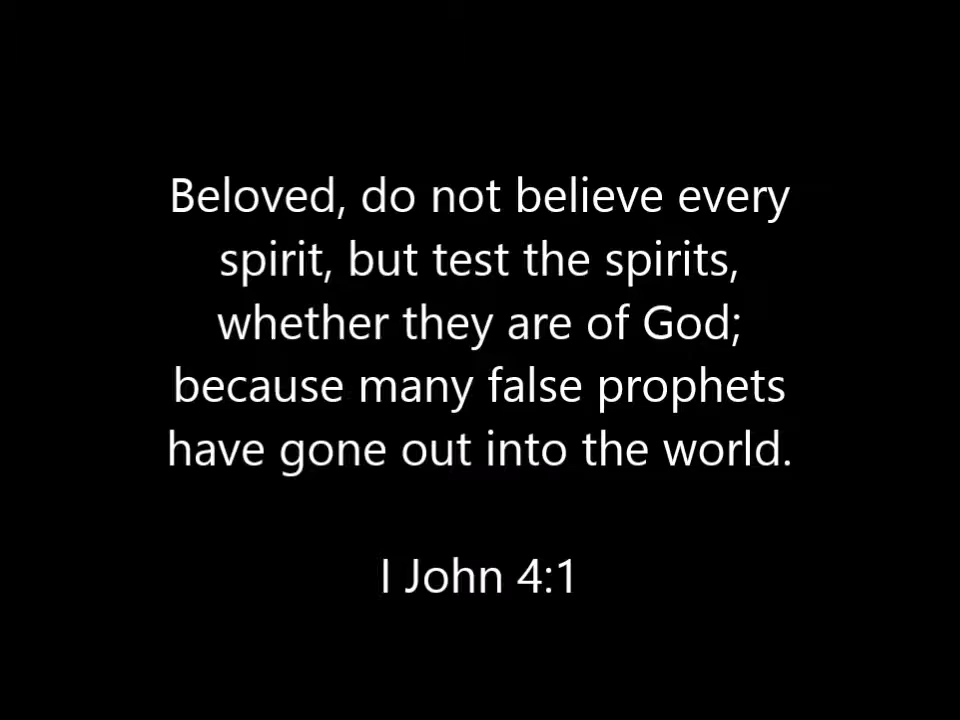 Beloved, do not believe every
spirit, but test the spirits,
whether they are of God;
because many false prophets
have gone out into the world.
I John 4:1